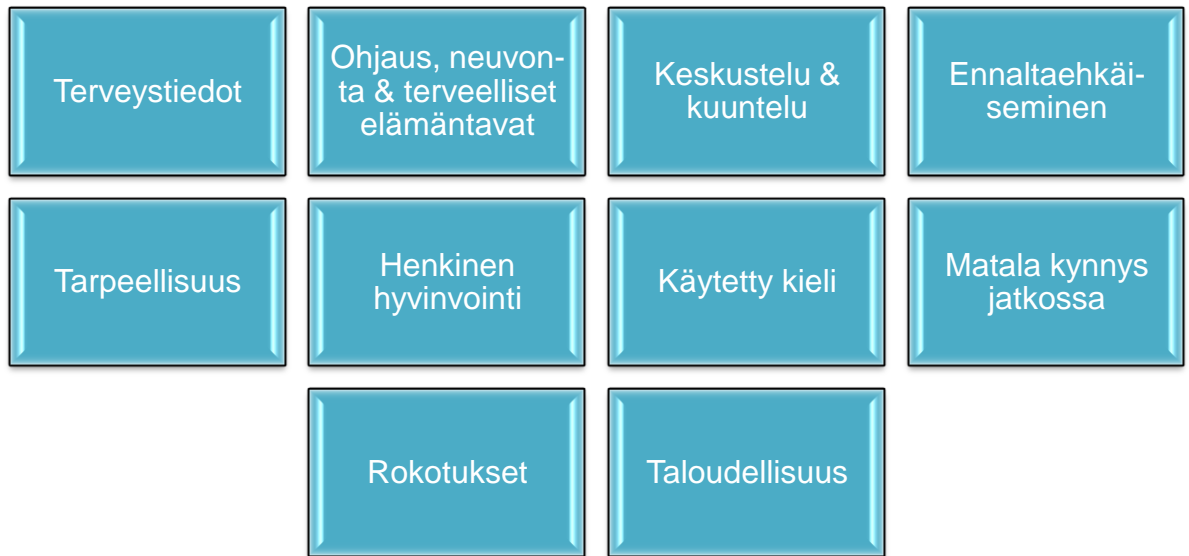 Terveystiedot
Ohjaus, neuvon-
ta & terveelliset
elämäntavat
Keskustelu &
kuuntelu
Ennaltaehkäi-
seminen
Tarpeellisuus
Henkinen
hyvinvointi
Käytetty kieli
Matala kynnys
jatkossa
Rokotukset
Taloudellisuus